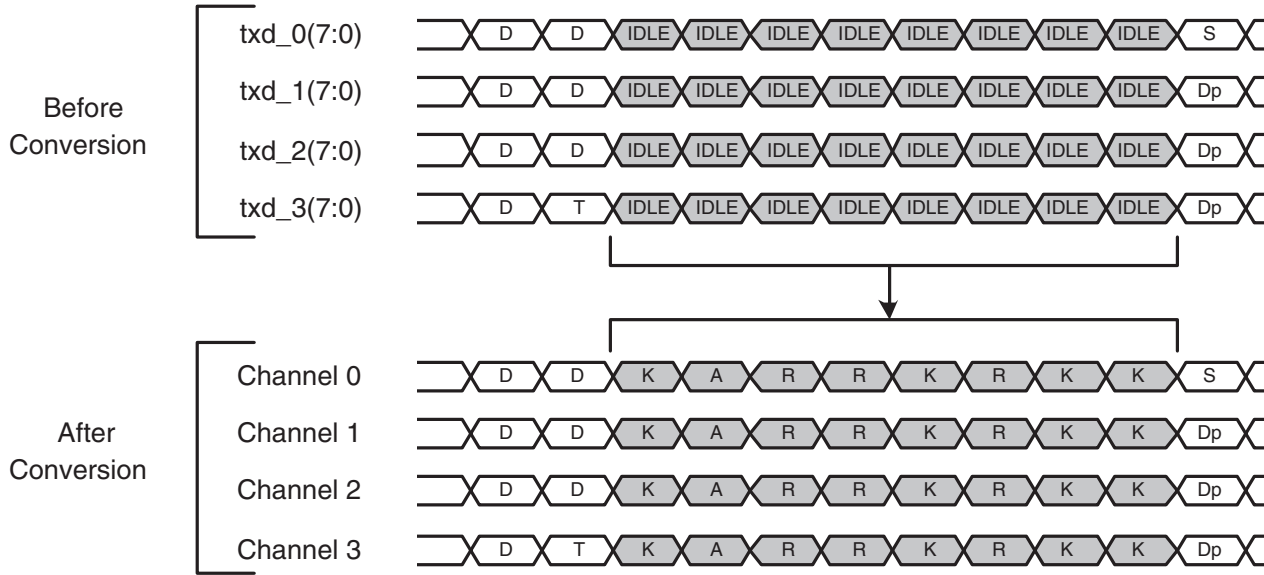 Before
Conversion
txd_0(7:0) D D IDLE IDLE IDLE IDLE IDLE IDLE IDLE IDLE S
txd_1(7:0) D D IDLE IDLE IDLE IDLE IDLE IDLE IDLE IDLE Dp
txd_2(7:0) D D IDLE IDLE IDLE IDLE IDLE IDLE IDLE IDLE Dp
txd_3(7:0) D T IDLE IDLE IDLE IDLE IDLE IDLE IDLE IDLE Dp
After
Conversion
Channel 0 D D K A R R K R K K S
Channel 1 D D K A R R K R K K Dp
Channel 2 D D K A R R K R K K Dp
Channel 3 D T K A R R K R K K Dp